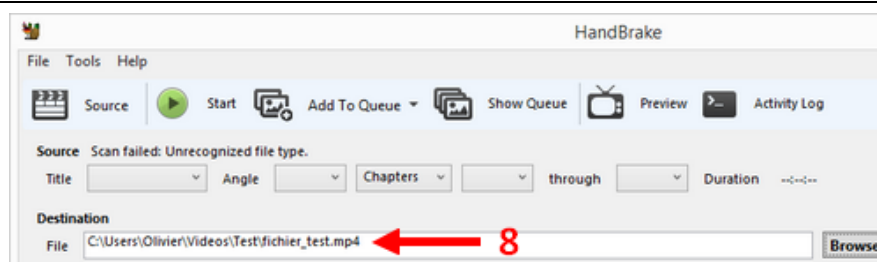 HandBrake
File Tools Help
Source Start Add To Queue Show Queue Preview Activity Log
Source Scan failed: Unrecognized file type.
Title Angle Chapters through Duration --:--:--
Destination
File C:\Users\Olivier\Videos\Test\fichier_test.mp4 8 Browse